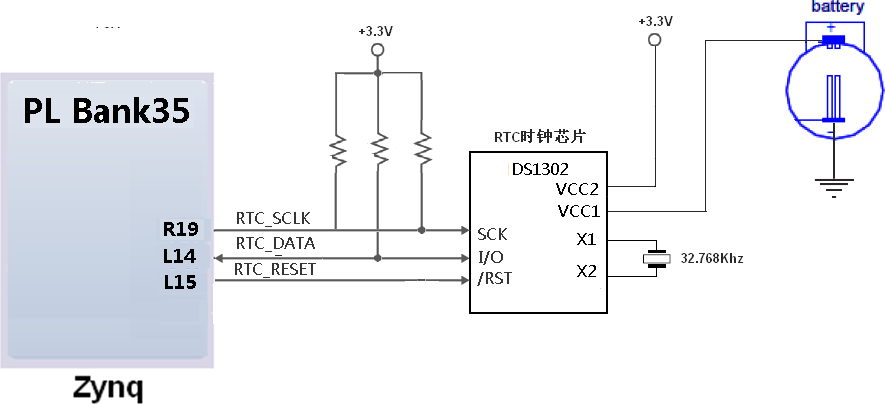 battery
+
+3.3V
+3.3V
PL Bank35
RTC时钟芯片
DS1302
VCC2
VCC1
RTC_SCLK
R19
SCK
X1
RTC_DATA
L14
I/O
32.768Khz
RTC_RESET
L15
/RST
X2
Zynq